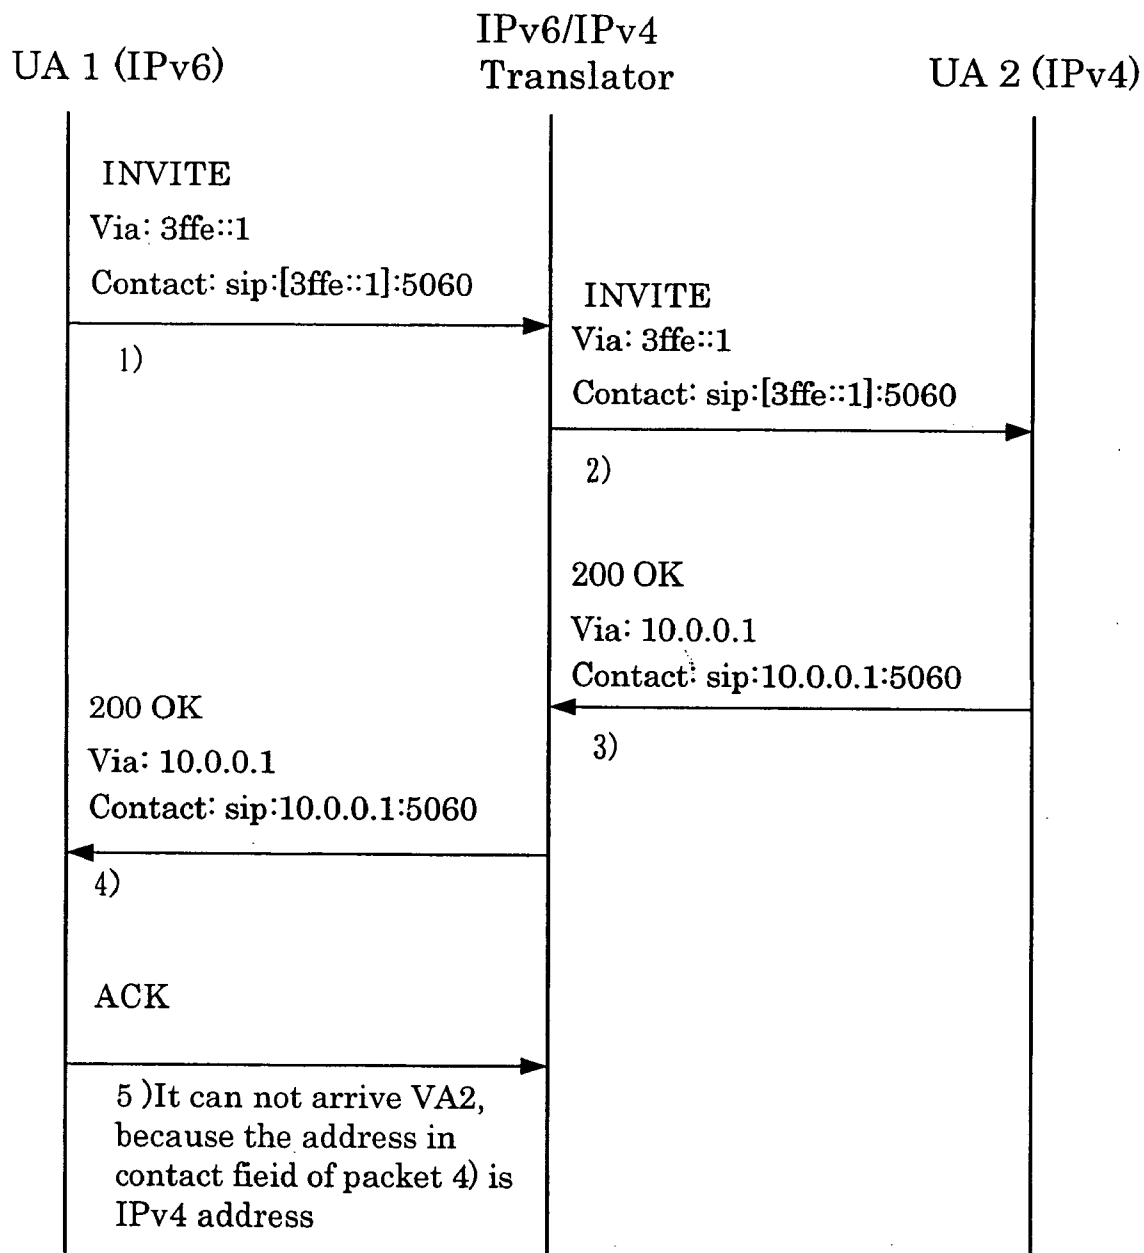 UA 1 (IPv6)
IPv6/IPv4
Translator
UA 2 (IPv4)
INVITE
Via: 3ffe::1
Contact: sip:[3ffe::1]:5060
1)
INVITE
Via: 3ffe::1
Contact: sip:[3ffe::1]:5060
2)
200 OK
Via: 10.0.0.1
Contact: sip:10.0.0.1:5060
3)
200 OK
Via: 10.0.0.1
Contact: sip:10.0.0.1:5060
4)
ACK
5 )It can not arrive VA2,
because the address in
contact fieid of packet 4) is
IPv4 address